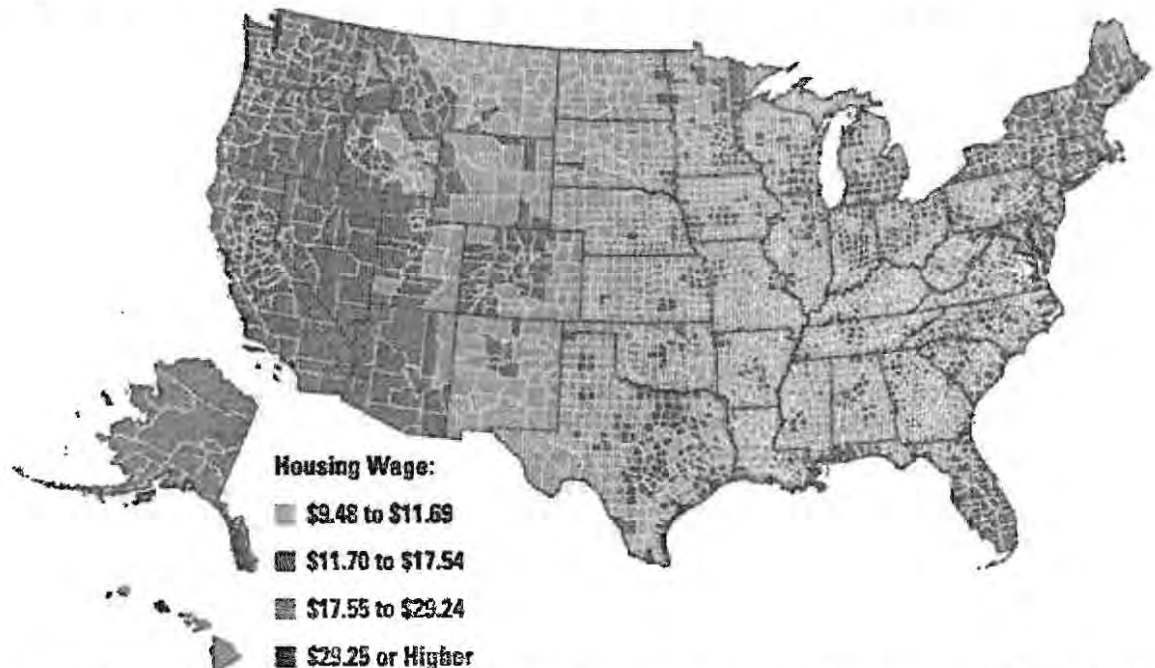 Housing Wage:
$9.48 to $11.69
$11.70 to $17.54
$17.55 to $29.24
$29.25 or Higher